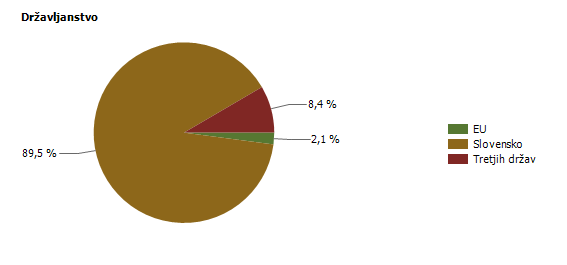 Državljanstvo
8,4 %
2,1 %
89,5 %
EU
Slovensko
Tretjih držav